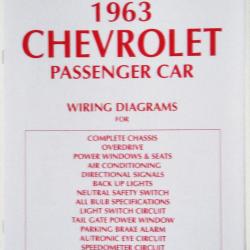 1963
CHEVROLET
PASSENGER CAR
WIRING DIAGRAMS
FOR
COMPLETE CHASSIS
OVERDRIVE
POWER WINDOWS & SEATS
AIR CONDITIONING
DIRECTIONAL SIGNALS
BACK UP LIGHTS
NEUTRAL SAFETY SWITCH
ALL BULB SPECIFICATIONS
LIGHT SWITCH CIRCUIT
TAIL GATE POWER WINDOW
PARKING BRAKE ALARM
AUTRONIC EYE CIRCUIT
SPEEDOMETER CIRCUIT